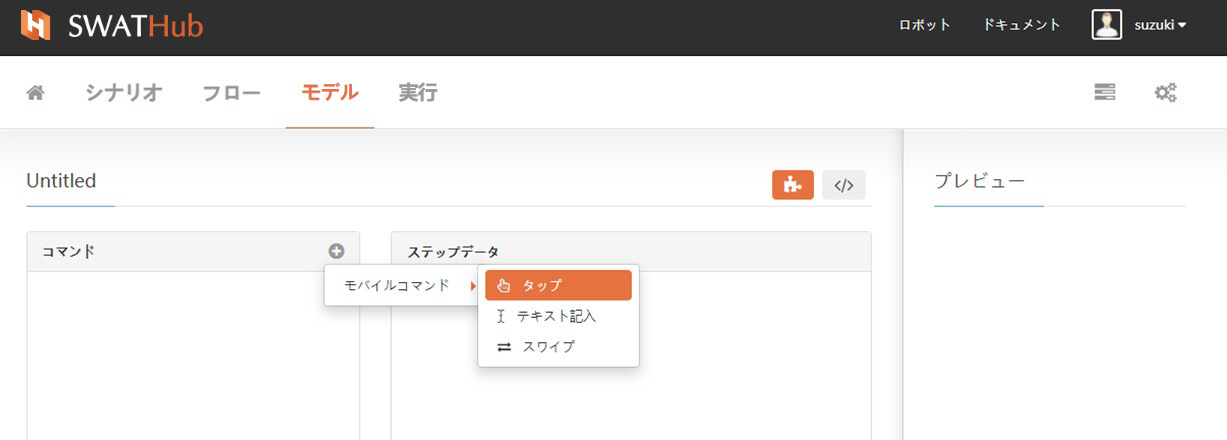 SWATHub
ロボット ドキュメント suzuki
シナリオ フロー モデル 実行
Untitled
</>
プレビュー
コマンド
ステップデータ
モバイルコマンド
タップ
テキスト記入
スワイプ